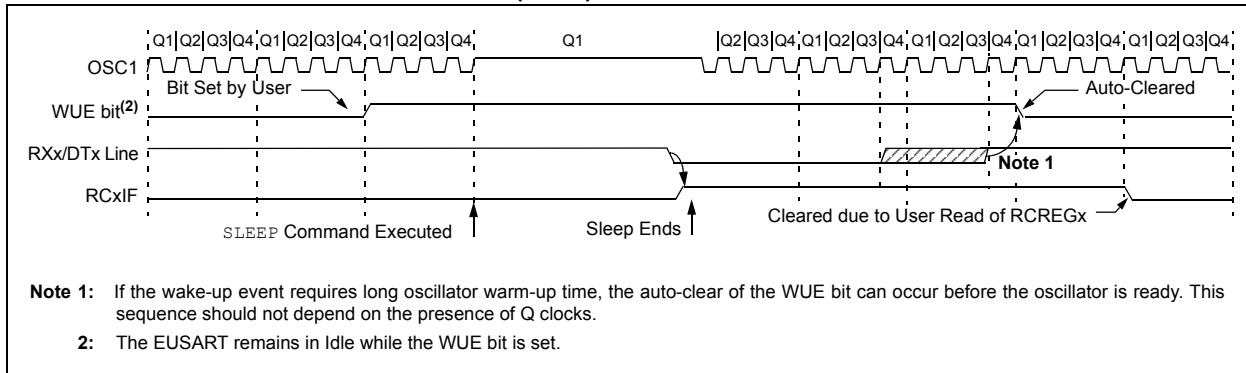 Q1 Q2 Q3 Q4 Q1 Q2 Q3 Q4 Q1 Q2 Q3 Q4 Q1 Q2 Q3 Q4 Q1 Q2 Q3 Q4 Q1 Q2 Q3 Q4 Q1 Q2 Q3 Q4
OSC1
Bit Set by User
Auto-Cleared
WUE bit(2)
RXx/DTx Line
Note 1
RCxIF
SLEEP Command Executed
Sleep Ends
Cleared due to User Read of RCREGx
Note 1: If the wake-up event requires long oscillator warm-up time, the auto-clear of the WUE bit can occur before the oscillator is ready. This
sequence should not depend on the presence of Q clocks.
2: The EUSART remains in Idle while the WUE bit is set.